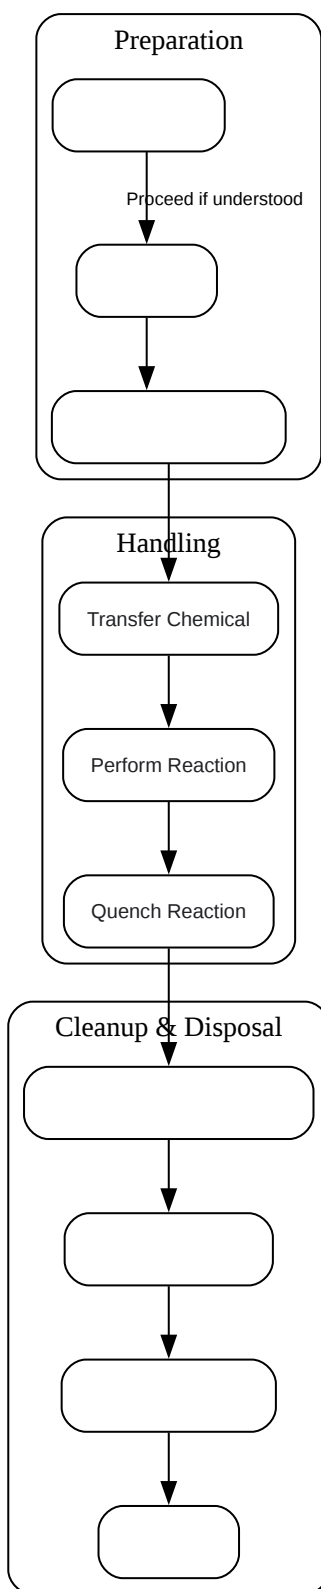 Preparation
Proceed if understood
Handling
Transfer Chemical
Perform Reaction
Quench Reaction
Cleanup & Disposal